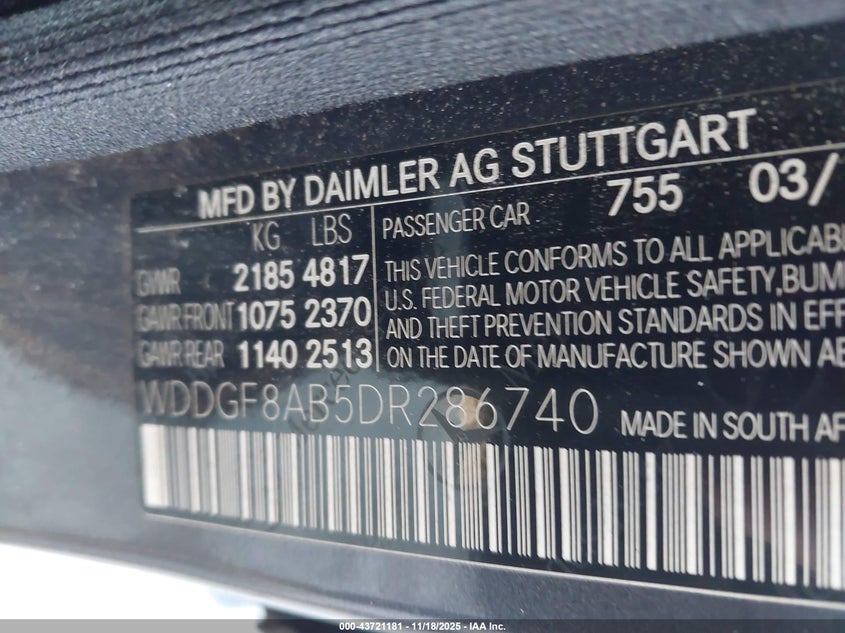 MFD BY DAIMLER AG STUTTGART
KG LBS PASSENGER CAR 755 03/
GVWR 2185 4817
GAWR FRONT 1075 2370
GAWR REAR 1140 2513
THIS VEHICLE CONFORMS TO ALL APPLICAB
U.S. FEDERAL MOTOR VEHICLE SAFETY, BUM
AND THEFT PREVENTION STANDARDS IN EFF
ON THE DATE OF MANUFACTURE SHOWN AB
WDDGF8AB5DR286740 MADE IN SOUTH AF
000-43721181 - 11/18/2025 - IAA Inc.